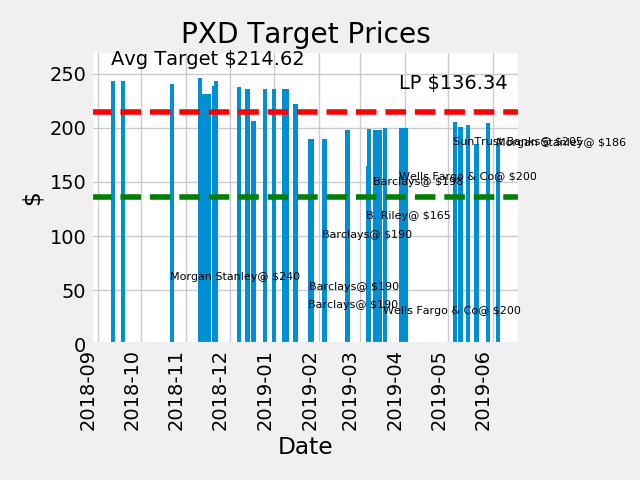 PXD Target Prices
Avg Target $214.62
LP $136.34
250
200
150
100
50
0
$
SunTrust Banks@ $205
Morgan Stanley@ $186
Wells Fargo & Co@ $200
Barclays@ $198
B. Riley@ $165
Barclays@ $190
Morgan Stanley@ $240
Barclays@ $190
Barclays@ $190
Wells Fargo & Co@ $200
2018-09
2018-10
2018-11
2018-12
2019-01
2019-02
2019-03
2019-04
2019-05
2019-06
Date